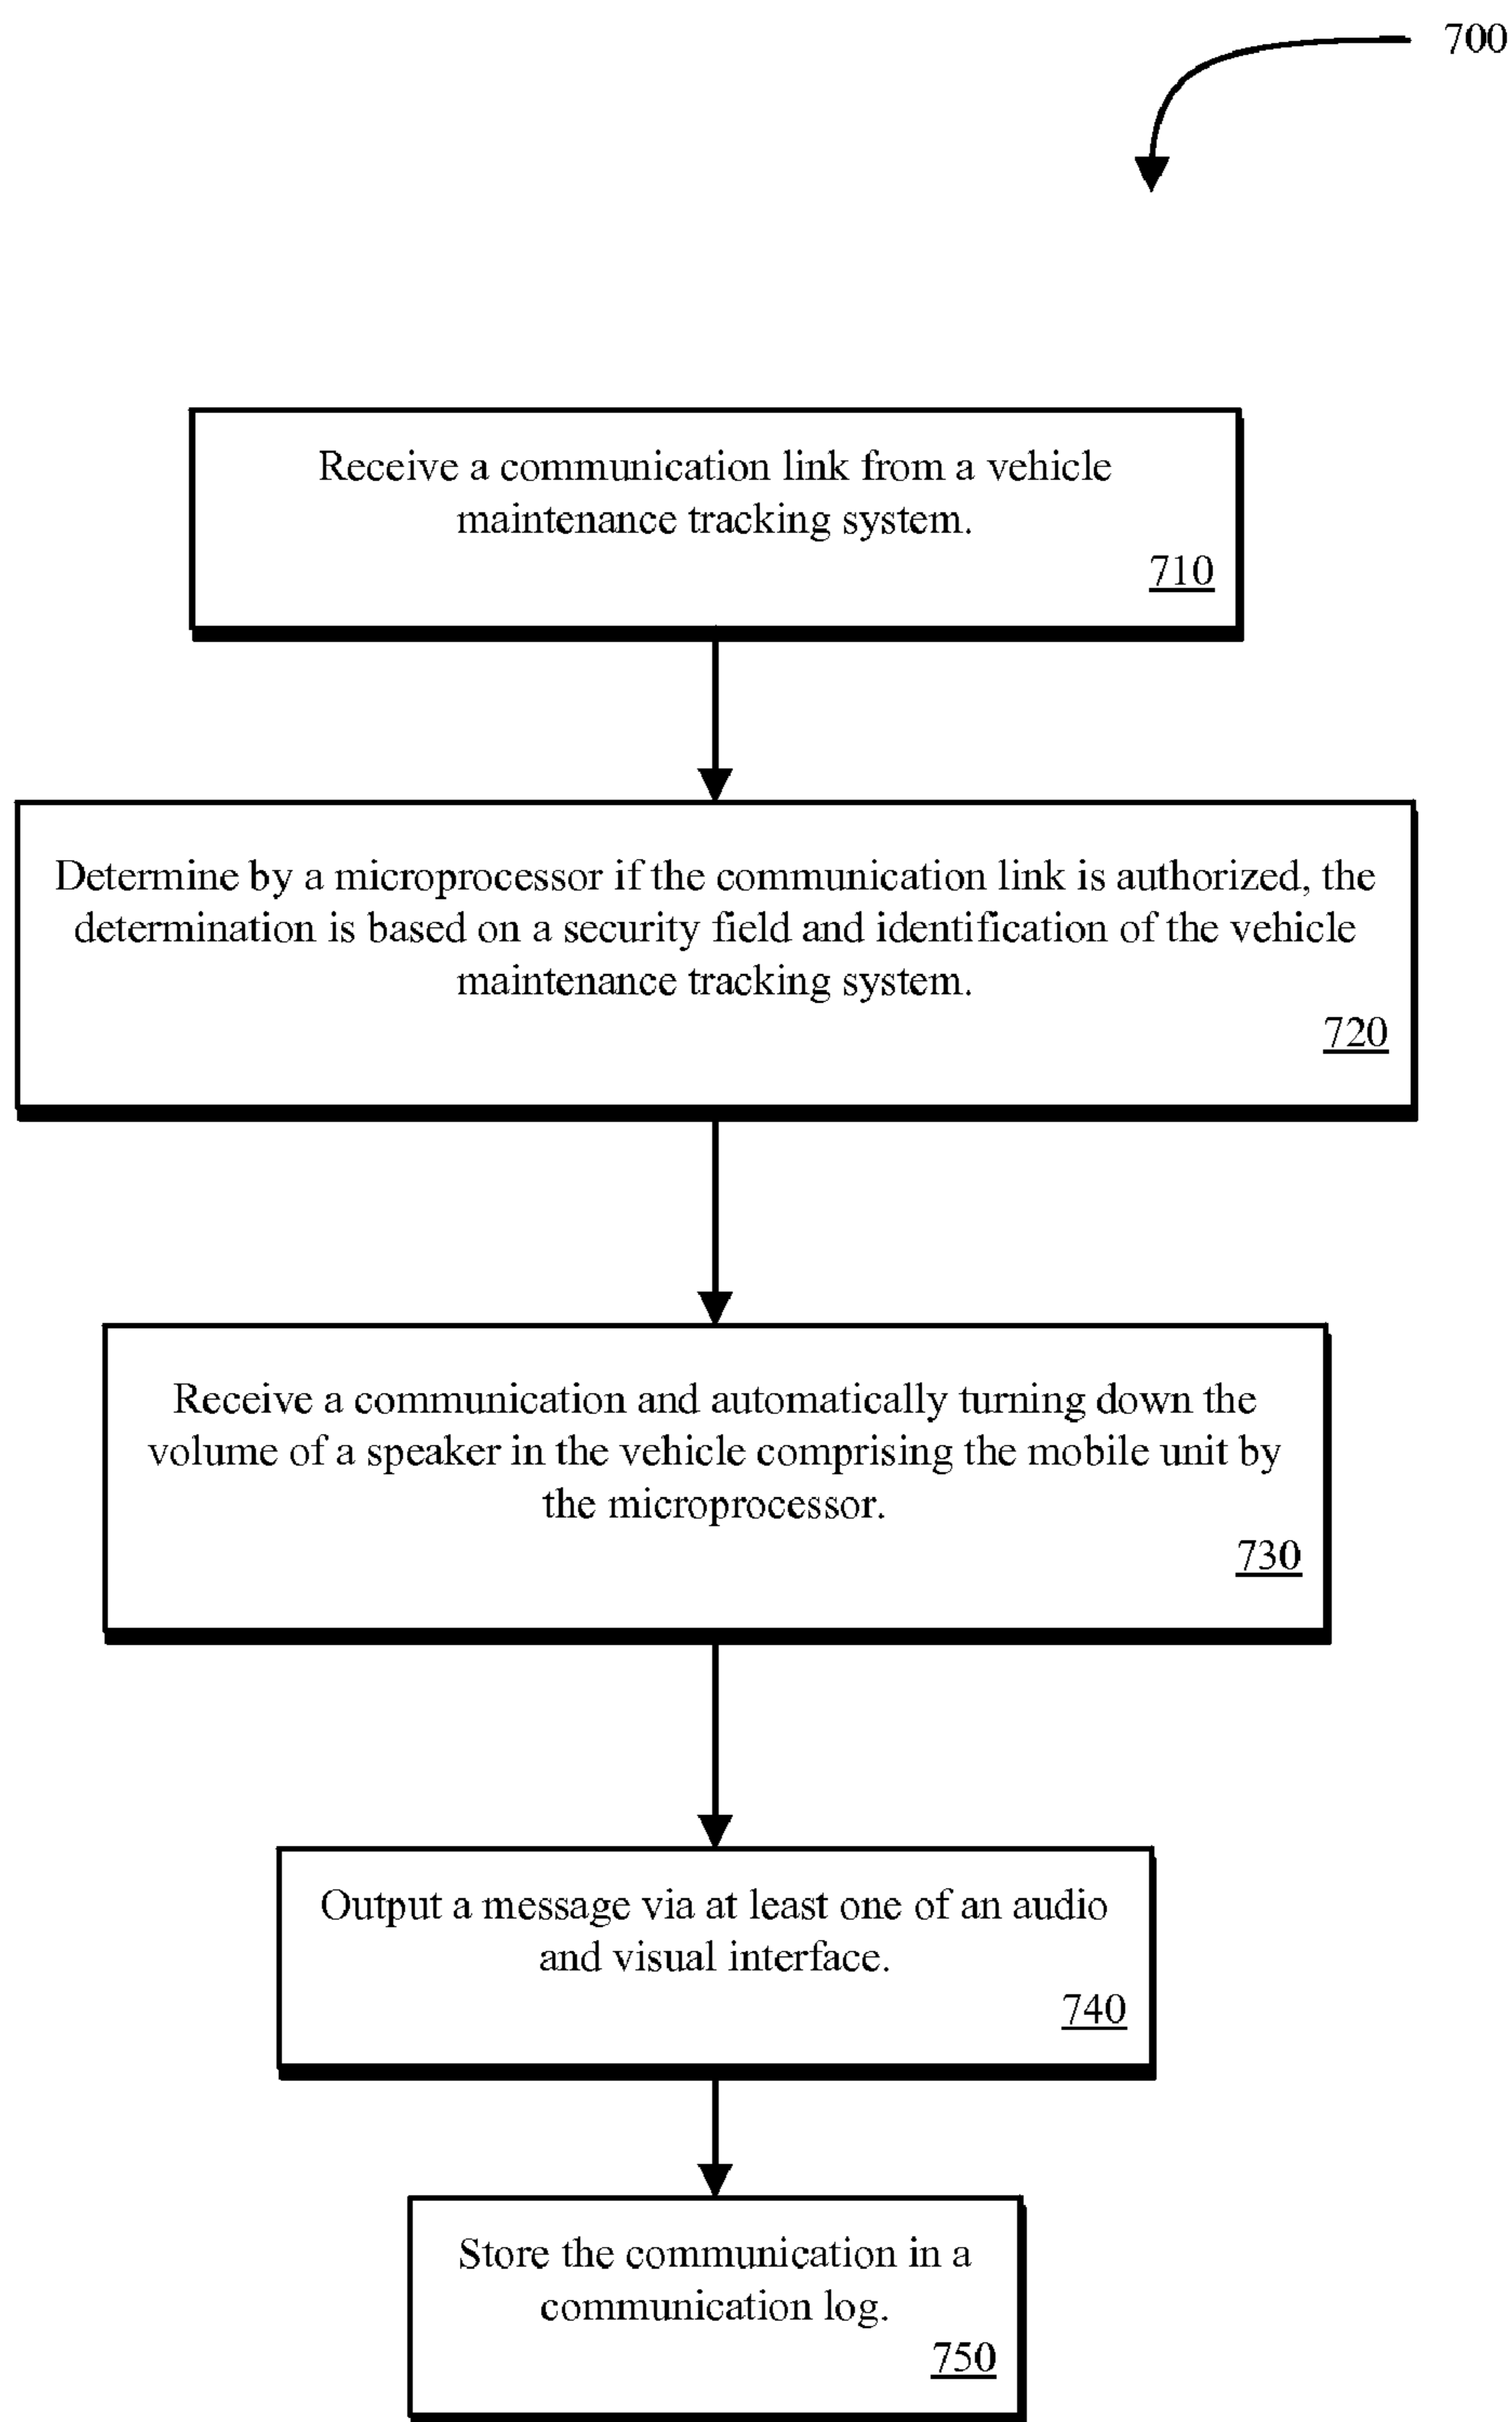 700
Receive a communication link from a vehicle
maintenance tracking system.
710
Determine by a microprocessor if the communication link is authorized, the
determination is based on a security field and identification of the vehicle
maintenance tracking system.
720
Receive a communication and automatically turning down the
volume of a speaker in the vehicle comprising the mobile unit by
the microprocessor.
730
Output a message via at least one of an audio
and visual interface.
740
Store the communication in a
communication log.
750